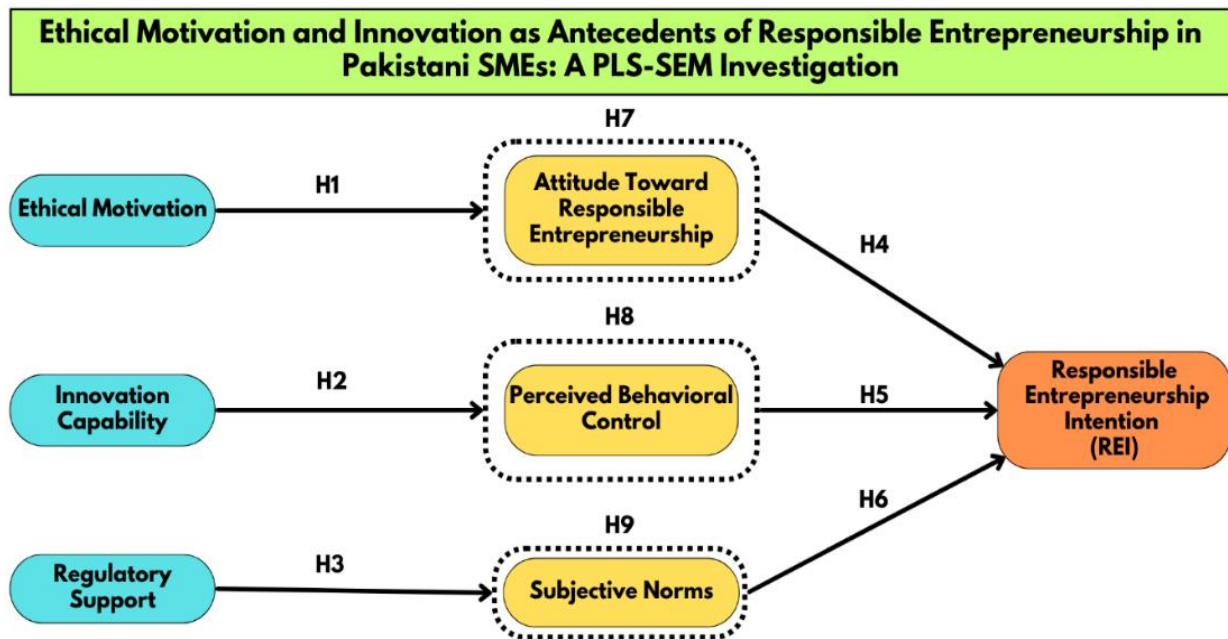 Ethical Motivation and Innovation as Antecedents of Responsible Entrepreneurship in
Pakistani SMEs: A PLS-SEM Investigation
H7
H1
Ethical Motivation
Attitude Toward
Responsible
Entrepreneurship
H4
H8
H2
Innovation
Capability
Perceived Behavioral
Control
H5
Responsible
Entrepreneurship
Intention
(REI)
H9
H6
H3
Regulatory
Support
Subjective Norms